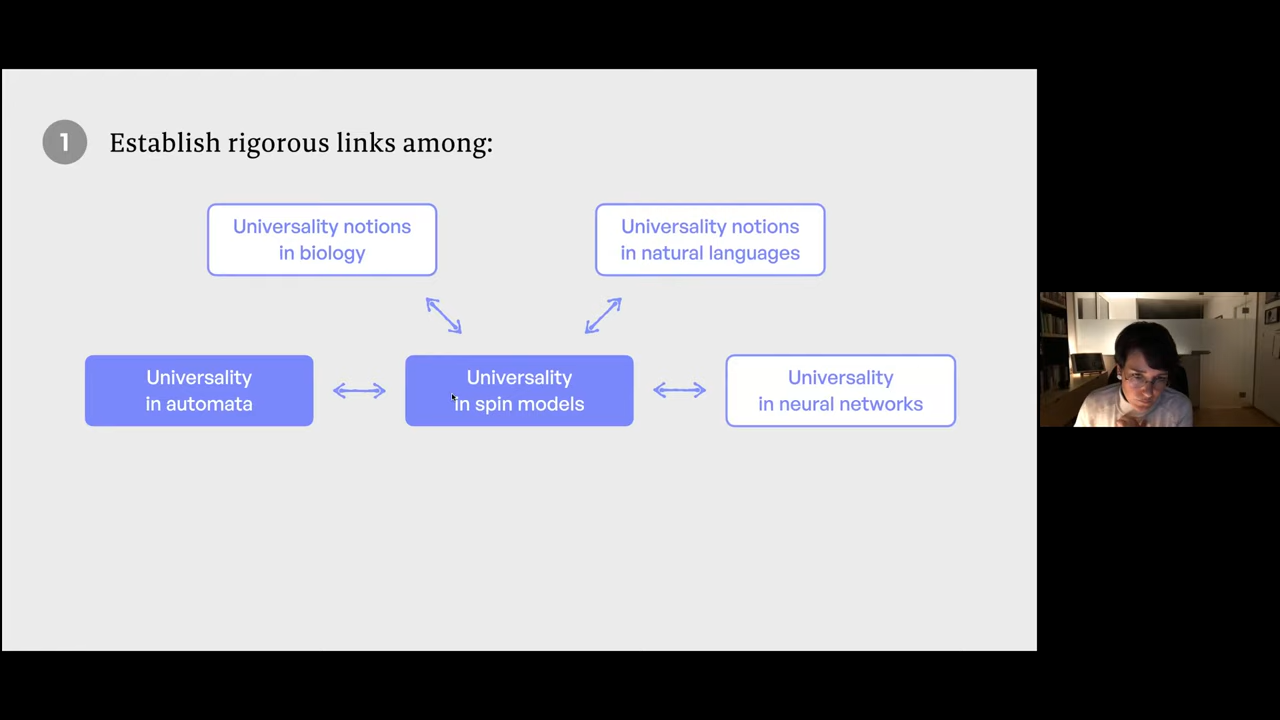 1 Establish rigorous links among:
Universality notions
in biology
Universality notions
in natural languages
Universality
in automata
Universality
in spin models
Universality
in neural networks